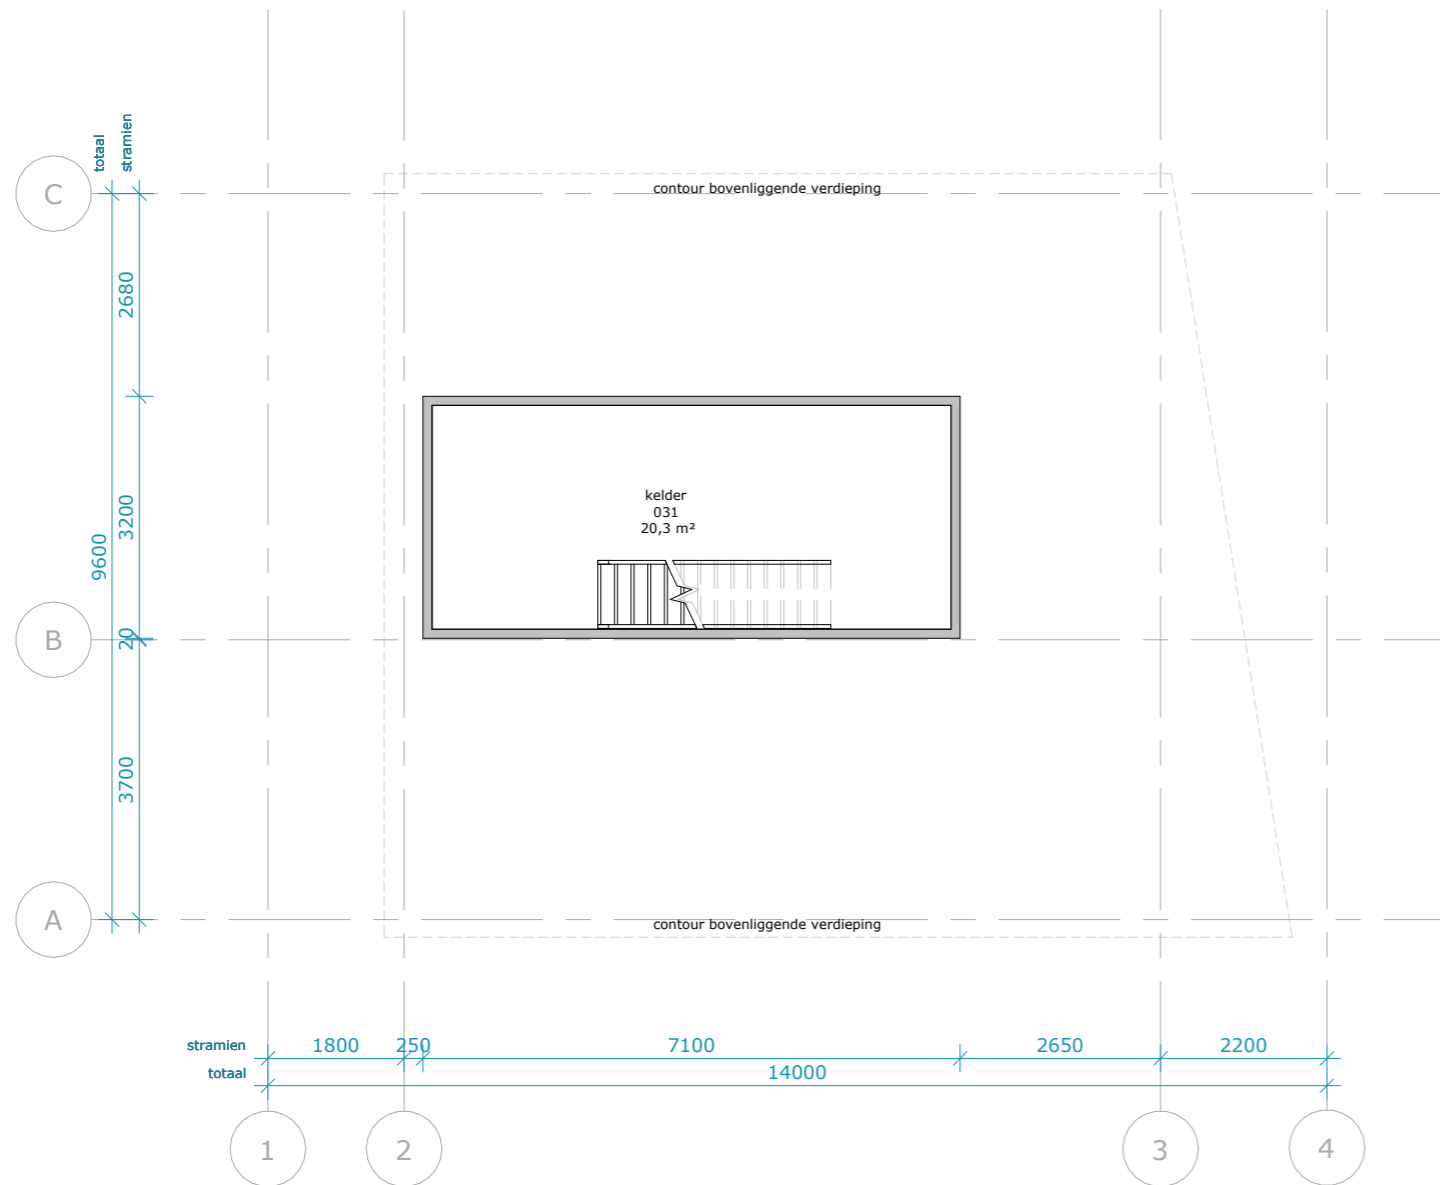 totaal
stramien
C
contour bovenliggende verdieping
2680
kelder
031
20,3 m²
3200
9600
20
B
3700
A
contour bovenliggende verdieping
stramien 1800 250 7100 2650 2200
totaal 14000
1 2 3 4